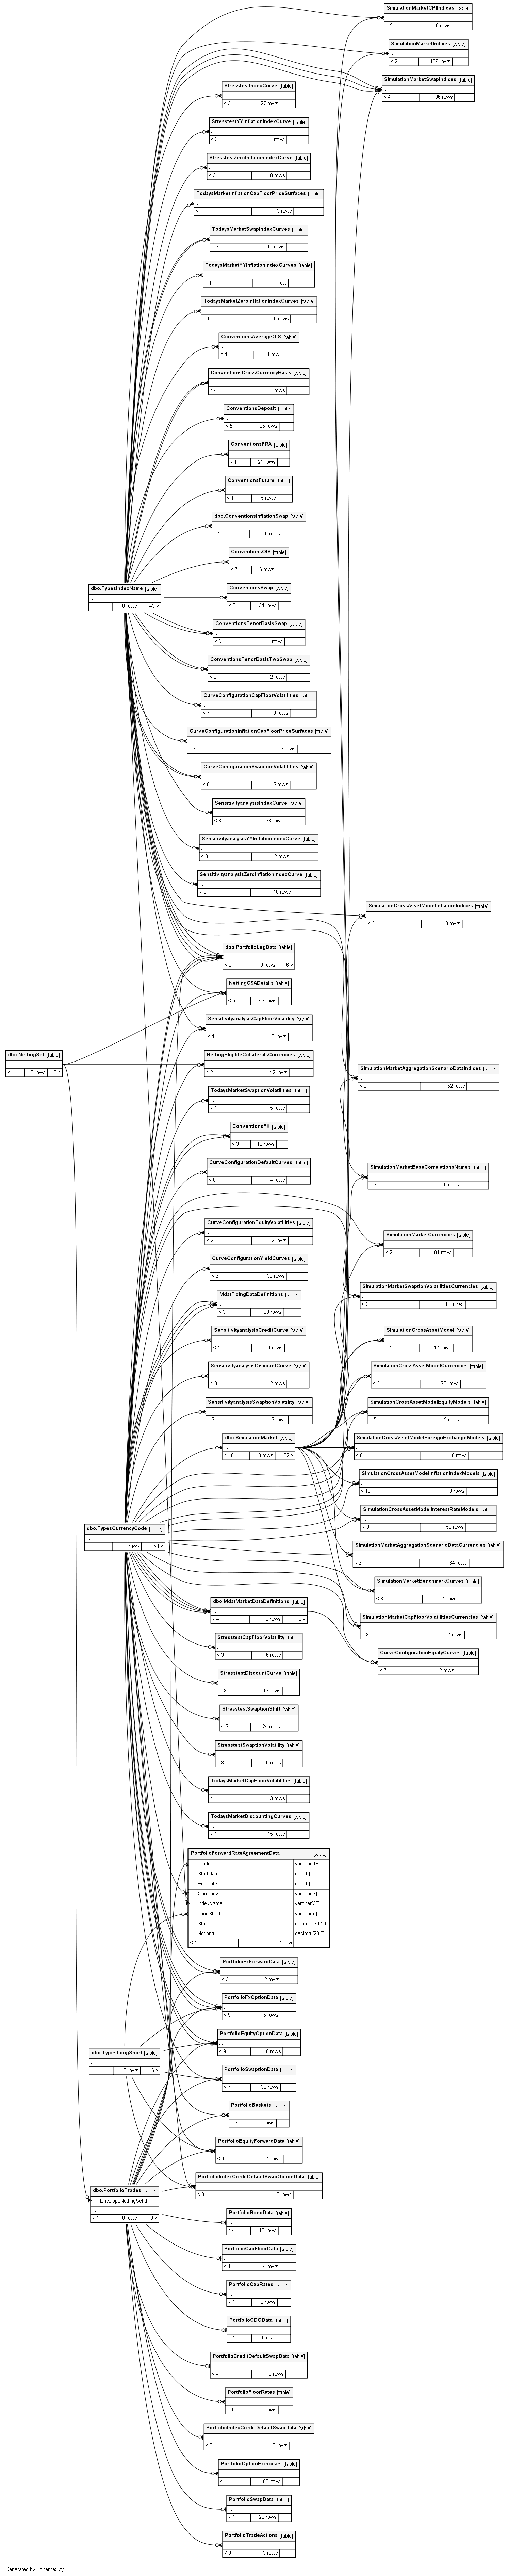 SimulationMarketCPIIndices [table]
< 2 0 rows
SimulationMarketIndices [table]
< 2 139 rows
SimulationMarketSwapIndices [table]
< 4 36 rows
StresstestIndexCurve [table]
< 3 27 rows
StresstestYYInflationIndexCurve [table]
< 3 0 rows
StresstestZeroInflationIndexCurve [table]
< 3 0 rows
TodaysMarketInflationCapFloorPriceSurfaces [table]
< 1 3 rows
TodaysMarketSwapIndexCurves [table]
< 2 10 rows
TodaysMarketYYInflationIndexCurves [table]
< 1 1 row
TodaysMarketZeroInflationIndexCurves [table]
< 1 6 rows
ConventionsAverageOIS [table]
< 4 1 row
ConventionsCrossCurrencyBasis [table]
< 4 11 rows
ConventionsDeposit [table]
< 5 25 rows
ConventionsFRA [table]
< 1 21 rows
ConventionsFuture [table]
< 1 5 rows
dbo.ConventionsInflationSwap [table]
< 5 0 rows 1 >
ConventionsOIS [table]
< 7 6 rows
dbo.TypesIndexName [table]
0 rows 43 >
ConventionsSwap [table]
< 8 34 rows
ConventionsTenorBasisSwap [table]
< 5 8 rows
ConventionsTenorBasisTwoSwap [table]
< 9 2 rows
CurveConfigurationCapFloorVolatilities [table]
< 7 3 rows
CurveConfigurationInflationCapFloorPriceSurfaces [table]
< 7 3 rows
CurveConfigurationSwaptionVolatilities [table]
< 8 5 rows
SensitivityanalysisIndexCurve [table]
< 3 23 rows
SensitivityanalysisYYInflationIndexCurve [table]
< 3 2 rows
SensitivityanalysisZeroInflationIndexCurve [table]
< 3 10 rows
SimulationCrossAssetModelInflationIndices [table]
< 2 0 rows
dbo.PortfolioLegData [table]
< 21 0 rows 6 >
NettingCSADetails [table]
< 5 42 rows
SensitivityanalysisCapFloorVolatility [table]
< 4 6 rows
dbo.NettingSet [table]
< 1 0 rows 3 >
NettingEligibleCollateralsCurrencies [table]
< 2 42 rows
SimulationMarketAggregationScenarioDataIndices [table]
< 2 52 rows
TodaysMarketSwaptionVolatilities [table]
< 1 5 rows
ConventionsFX [table]
< 3 12 rows
CurveConfigurationDefaultCurves [table]
< 6 4 rows
SimulationMarketBaseCorrelationsNames [table]
< 3 0 rows
CurveConfigurationEquityVolatilities [table]
< 2 2 rows
SimulationMarketCurrencies [table]
< 2 81 rows
CurveConfigurationYieldCurves [table]
< 6 30 rows
SimulationMarketSwaptionVolatilitiesCurrencies [table]
< 3 81 rows
MdatFixingDataDefinitions [table]
< 3 28 rows
SensitivityanalysisCreditCurve [table]
< 4 4 rows
SimulationCrossAssetModel [table]
< 2 17 rows
SensitivityanalysisDiscountCurve [table]
< 3 12 rows
SimulationCrossAssetModelCurrencies [table]
< 2 76 rows
SensitivityanalysisSwaptionVolatility [table]
< 3 3 rows
SimulationCrossAssetModelEquityModels [table]
< 5 2 rows
dbo.SimulationMarket [table]
< 16 0 rows 32 >
SimulationCrossAssetModelForeignExchangeModels [table]
< 6 46 rows
SimulationCrossAssetModelInflationIndexModels [table]
< 10 0 rows
SimulationCrossAssetModelInterestRateModels [table]
< 9 50 rows
dbo.TypesCurrencyCode [table]
0 rows 53 >
SimulationMarketAggregationScenarioDataCurrencies [table]
< 2 34 rows
SimulationMarketBenchmarkCurves [table]
< 3 1 row
dbo.MdatMarketDataDefinitions [table]
< 4 0 rows 8 >
SimulationMarketCapFloorVolatilitiesCurrencies [table]
< 3 7 rows
StresstestCapFloorVolatility [table]
< 3 6 rows
CurveConfigurationEquityCurves [table]
< 7 2 rows
StresstestDiscountCurve [table]
< 3 12 rows
StresstestSwaptionShift [table]
< 3 24 rows
StresstestSwaptionVolatility [table]
< 3 6 rows
TodaysMarketCapFloorVolatilities [table]
< 1 3 rows
TodaysMarketDiscountingCurves [table]
< 1 15 rows
PortfolioForwardRateAgreementData [table]
TradeId varchar[180]
StartDate date[6]
EndDate date[6]
Currency varchar[7]
IndexName varchar[30]
LongShort varchar[5]
Strike decimal[20,10]
Notional decimal[20,3]
< 4 1 row 0 >
PortfolioFxForwardData [table]
< 3 2 rows
PortfolioFxOptionData [table]
< 9 5 rows
PortfolioEquityOptionData [table]
< 9 10 rows
dbo.TypesLongShort [table]
0 rows 6 >
PortfolioSwaptionData [table]
< 7 32 rows
PortfolioBaskets [table]
< 3 0 rows
PortfolioEquityForwardData [table]
< 4 4 rows
PortfolioIndexCreditDefaultSwapOptionData [table]
< 8 0 rows
dbo.PortfolioTrades [table]
EnvelopeNettingSetId
< 1 0 rows 19 >
PortfolioBondData [table]
< 4 10 rows
PortfolioCapFloorData [table]
< 1 4 rows
PortfolioCapRates [table]
< 1 0 rows
PortfolioCDOData [table]
< 1 0 rows
PortfolioCreditDefaultSwapData [table]
< 4 2 rows
PortfolioFloorRates [table]
< 1 0 rows
PortfolioIndexCreditDefaultSwapData [table]
< 3 0 rows
PortfolioOptionExercises [table]
< 1 60 rows
PortfolioSwapData [table]
< 1 22 rows
PortfolioTradeActions [table]
< 3 3 rows
Generated by SchemaSpy